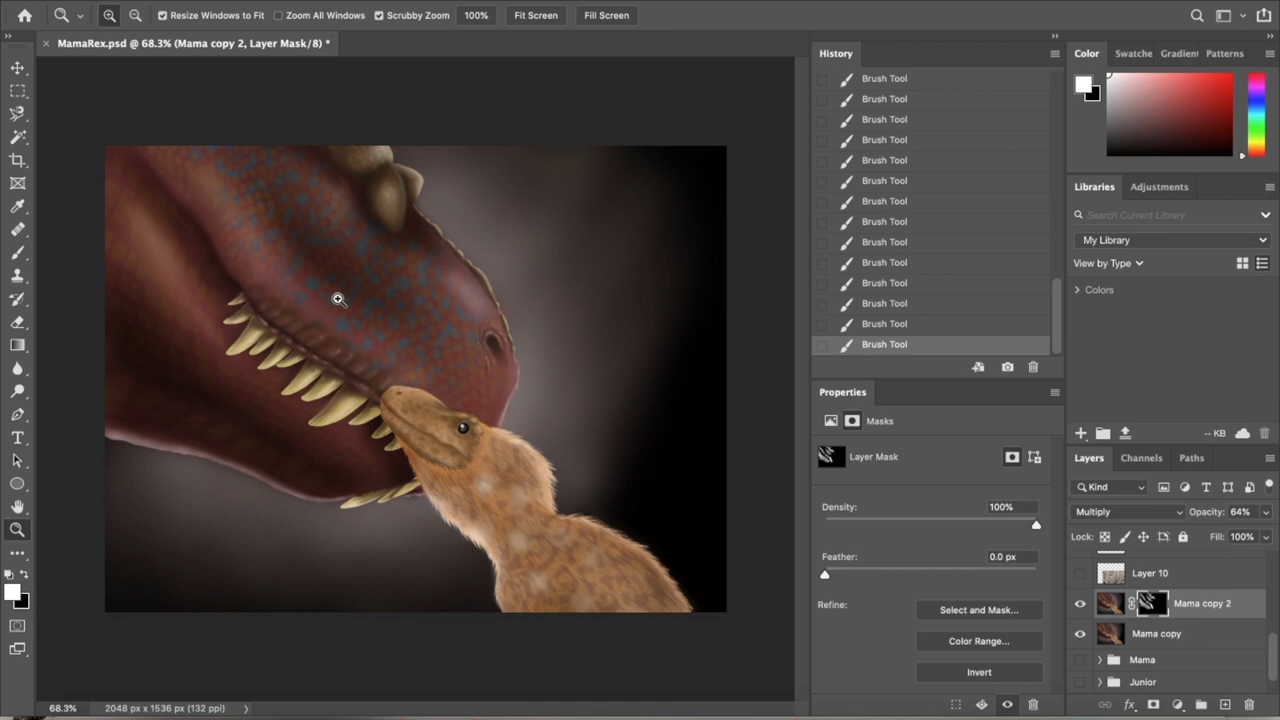 Resize Windows to Fit Zoom All Windows Scrubby Zoom 100% Fit Screen Fill Screen
MamaRex.psd @ 68.3% (Mama copy 2, Layer Mask/8) *
History
Brush Tool
Brush Tool
Brush Tool
Brush Tool
Brush Tool
Brush Tool
Brush Tool
Brush Tool
Brush Tool
Brush Tool
Brush Tool
Brush Tool
Brush Tool
Brush Tool
Properties
Masks
Layer Mask
Density: 100%
Feather: 0.0 px
Refine: Select and Mask...
Color Range...
Invert
Color Swatche Gradient Patterns
Libraries Adjustments
Search Current Library
My Library
View by Type
Colors
-- KB
Layers Channels Paths
Kind
Multiply Opacity: 64%
Lock: Fill: 100%
Layer 10
Mama copy 2
Mama copy
Mama
Junior
fx
68.3% 2048 px x 1536 px (132 ppi)